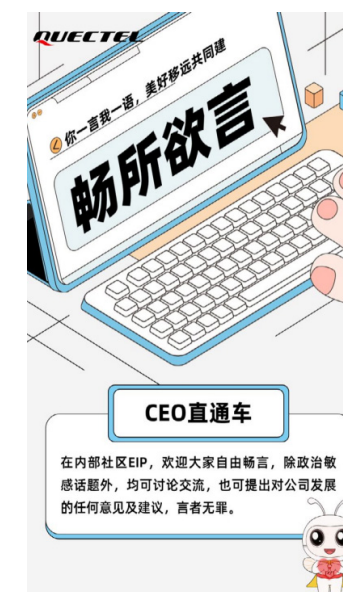 QUECTEL
你一言我一语，美好移远共同建
畅所欲言
CEO直通车
在内部社区EIP，欢迎大家自由畅言，除政治敏
感话题外，均可讨论交流，也可提出对公司发展
的任何意见及建议，言者无罪。